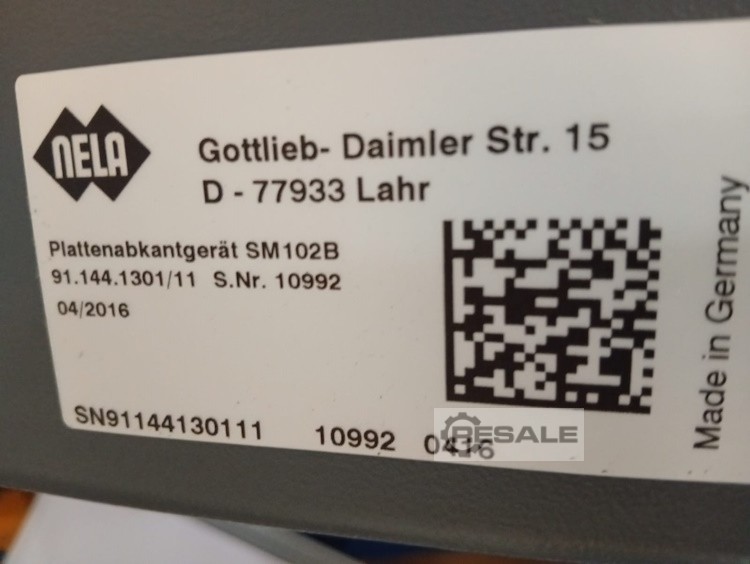 NELA
Gottlieb- Daimler Str. 15
D - 77933 Lahr
Plattenabkantgerät SM102B
91.144.1301/11 S.Nr. 10992
04/2016
SN91144130111 10992 0416
RESALE
Made in Germany